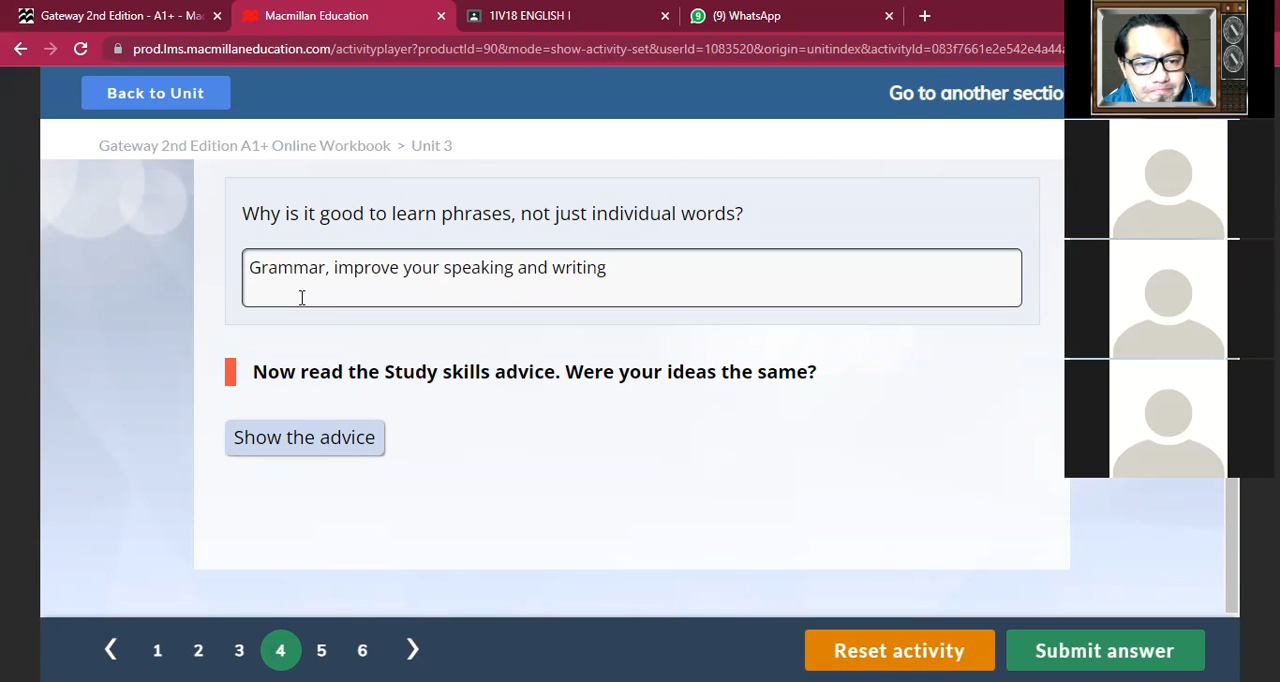 Gateway 2nd Edition - A1+ - Mac
Macmillan Education
1IV18 ENGLISH I
(9) WhatsApp
prod.lms.macmillaneducation.com/activityplayer?productId=90&mode=show-activity-set&userId=1083520&origin=unitindex&activityId=083f7661e2e542e4a44a
Back to Unit
Go to another sectio
Gateway 2nd Edition A1+ Online Workbook > Unit 3
Why is it good to learn phrases, not just individual words?
Grammar, improve your speaking and writing
Now read the Study skills advice. Were your ideas the same?
Show the advice
1 2 3 4 5 6
Reset activity
Submit answer